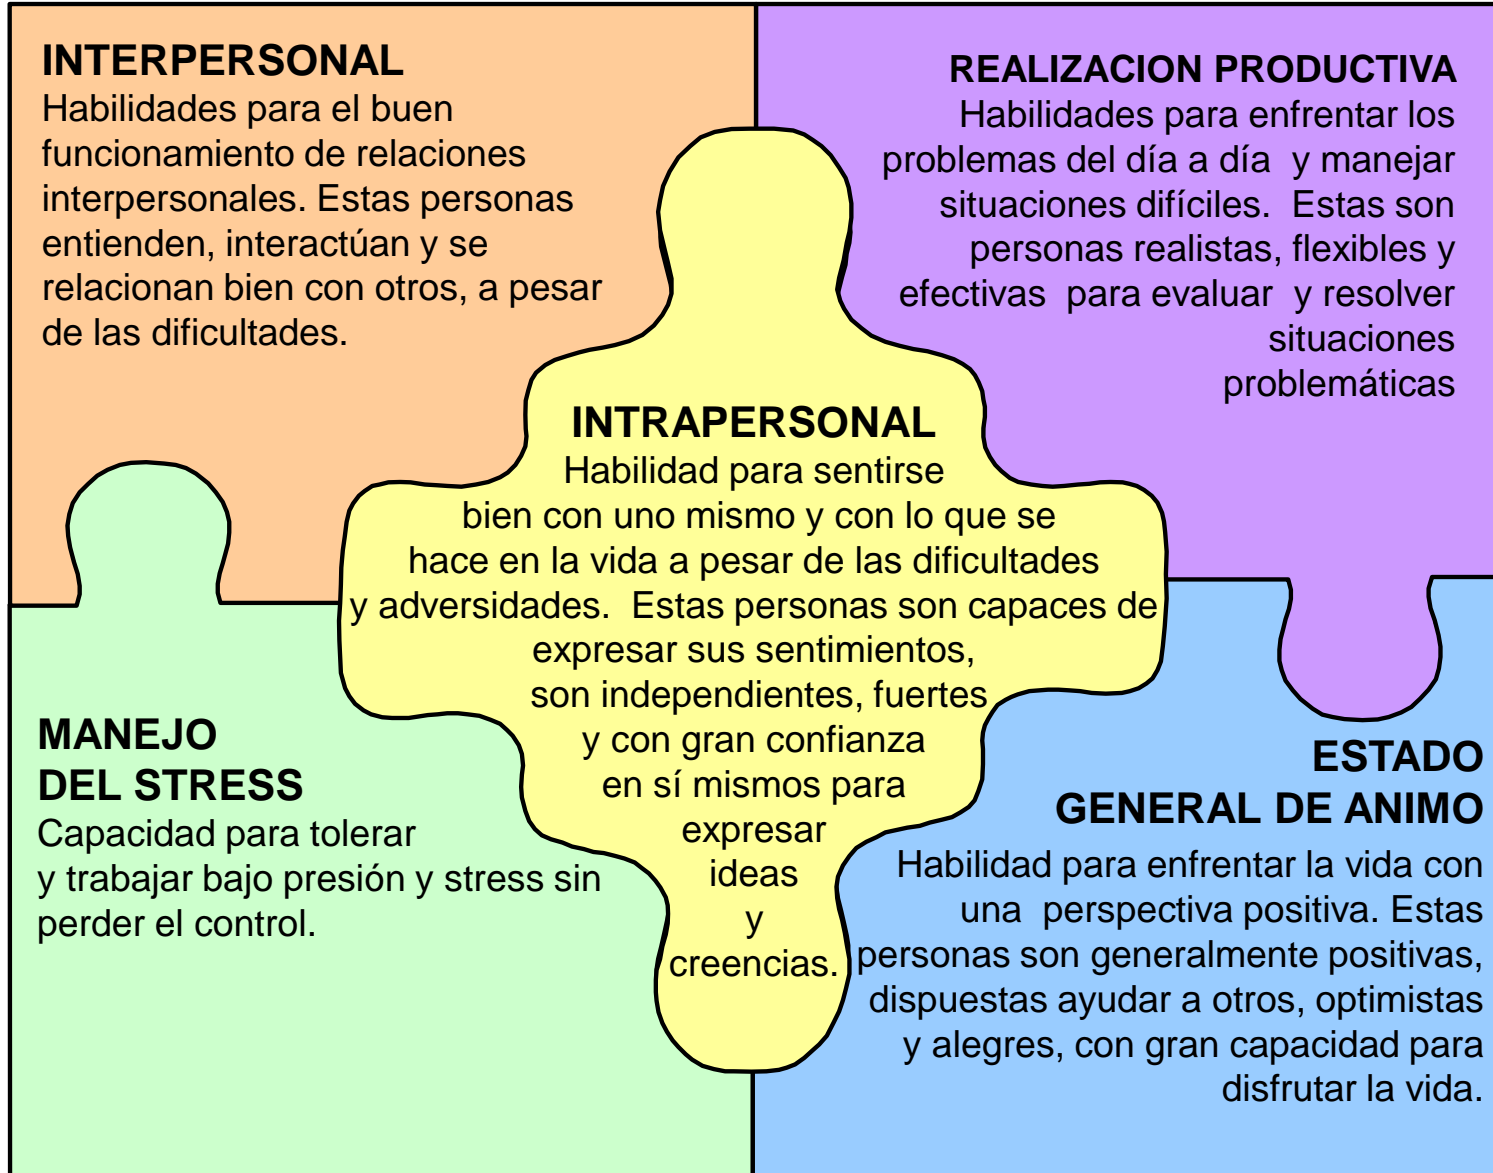 INTERPERSONAL
Habilidades para el buen
funcionamiento de relaciones
interpersonales. Estas personas
entienden, interactúan y se
relacionan bien con otros, a pesar
de las dificultades.
REALIZACION PRODUCTIVA
Habilidades para enfrentar los
problemas del día a día y manejar
situaciones difíciles. Estas son
personas realistas, flexibles y
efectivas para evaluar y resolver
situaciones
problemáticas
INTRAPERSONAL
Habilidad para sentirse
bien con uno mismo y con lo que se
hace en la vida a pesar de las dificultades
y adversidades. Estas personas son capaces de
expresar sus sentimientos,
son independientes, fuertes
y con gran confianza
en sí mismos para
expresar
ideas
y
creencias.
MANEJO
DEL STRESS
Capacidad para tolerar
y trabajar bajo presión y stress sin
perder el control.
ESTADO
GENERAL DE ANIMO
Habilidad para enfrentar la vida con
una perspectiva positiva. Estas
personas son generalmente positivas,
dispuestas ayudar a otros, optimistas
y alegres, con gran capacidad para
disfrutar la vida.